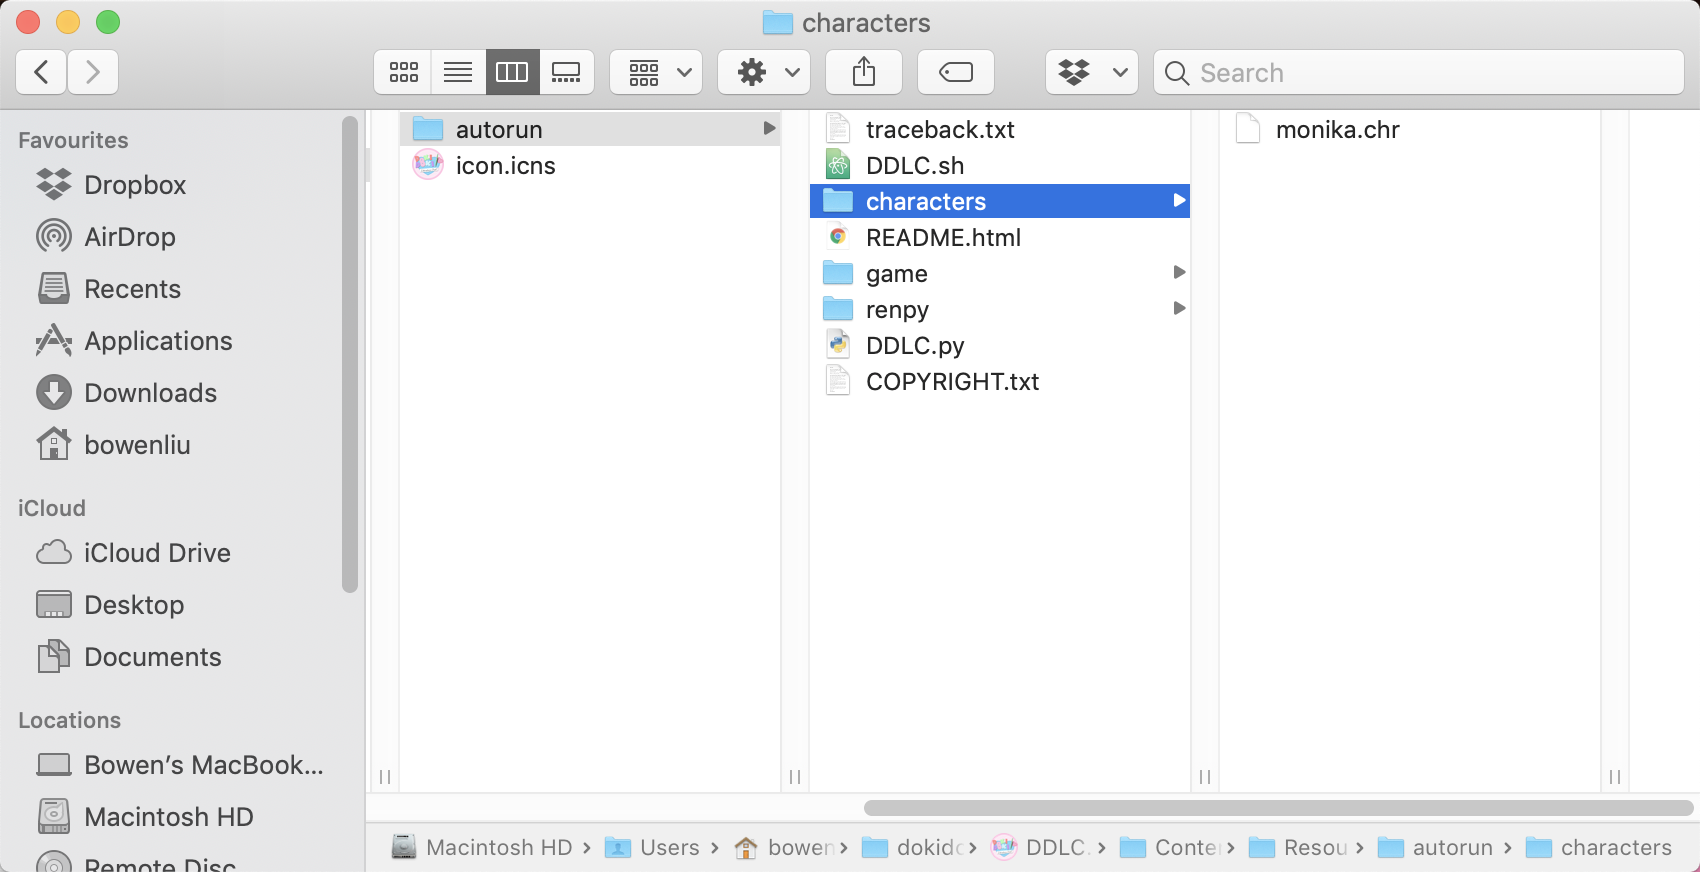 characters
Search
Favourites
Dropbox
AirDrop
Recents
Applications
Downloads
bowenliu
iCloud
iCloud Drive
Desktop
Documents
Locations
Bowen’s MacBook...
Macintosh HD
Remote Disc
autorun
icon.icns
traceback.txt
DDLC.sh
characters
README.html
game
renpy
DDLC.py
COPYRIGHT.txt
monika.chr
Macintosh HD › Users › bowen › dokid › DDLC. › Conte › Resou › autorun › characters